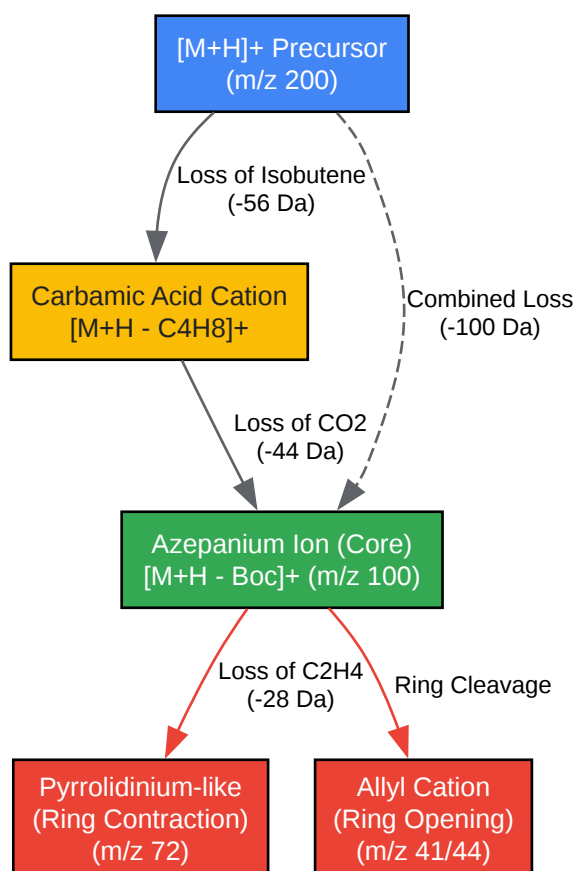 [M+H]+ Precursor
(m/z 200)
Loss of Isobutene
(-56 Da)
Carbamic Acid Cation
[M+H - C4H8]+
Combined Loss
(-100 Da)
Loss of CO2
(-44 Da)
Azepanium Ion (Core)
[M+H - Boc]+ (m/z 100)
Loss of C2H4
(-28 Da)
Ring Cleavage
Pyrrolidinium-like
(Ring Contraction)
(m/z 72)
Allyl Cation
(Ring Opening)
(m/z 41/44)